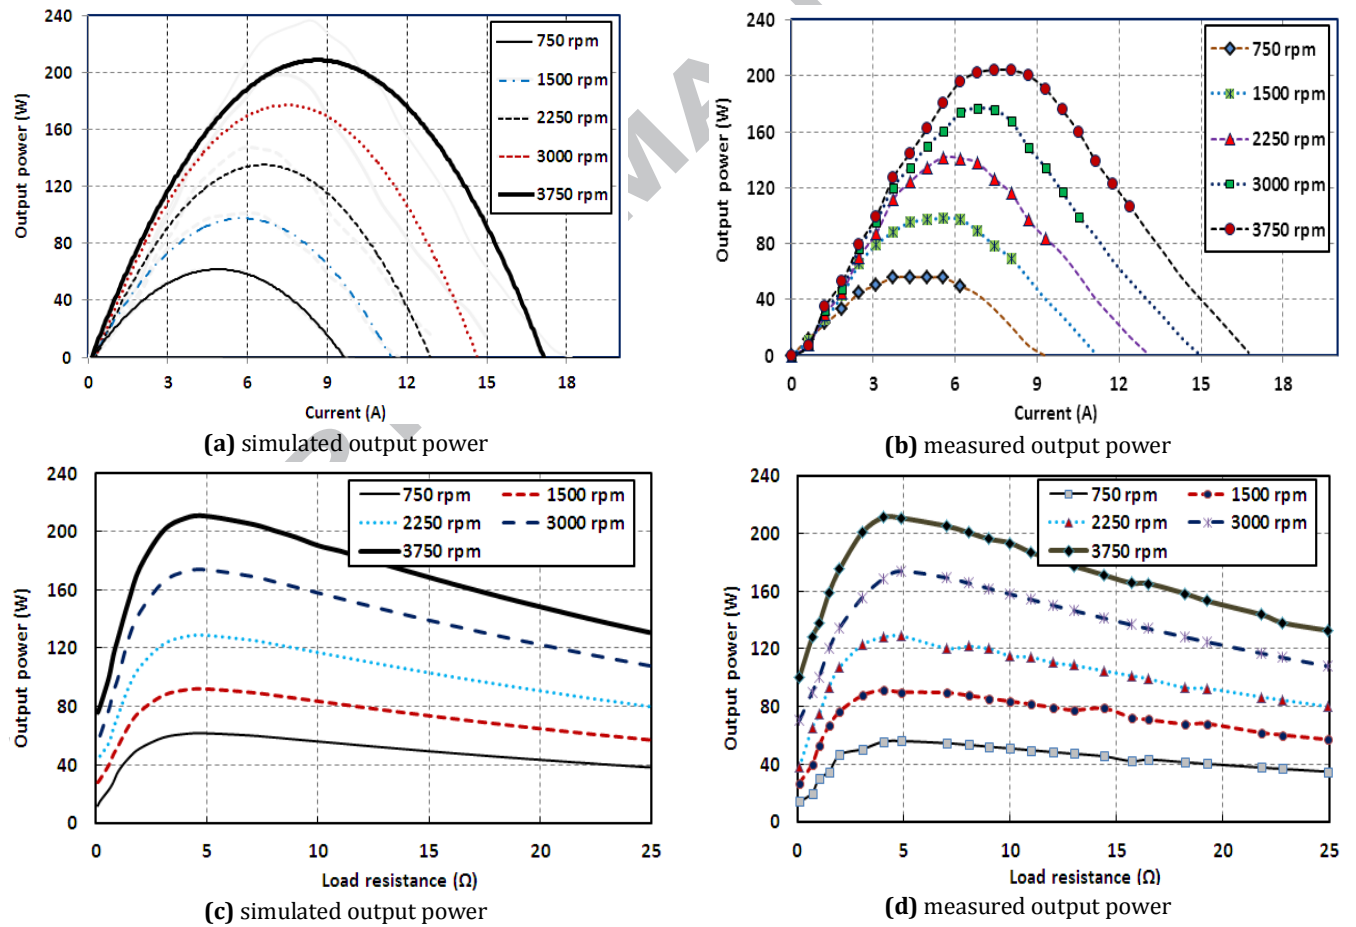 240
200
160
120
80
40
0
Output power (W)
0 3 6 9 12 15 18
Current (A)
750 rpm
1500 rpm
2250 rpm
3000 rpm
3750 rpm
(a) simulated output power
240
200
160
120
80
40
0
Output power (W)
0 3 6 9 12 15 18
Current (A)
750 rpm
1500 rpm
2250 rpm
3000 rpm
3750 rpm
(b) measured output power
240
200
160
120
80
40
0
Output power (W)
0 5 10 15 20 25
Load resistance (Ω)
750 rpm 1500 rpm
2250 rpm 3000 rpm
3750 rpm
(c) simulated output power
240
200
160
120
80
40
0
Output power (W)
0 5 10 15 20 25
Load resistance (Ω)
750 rpm 1500 rpm
2250 rpm 3000 rpm
3750 rpm
(d) measured output power